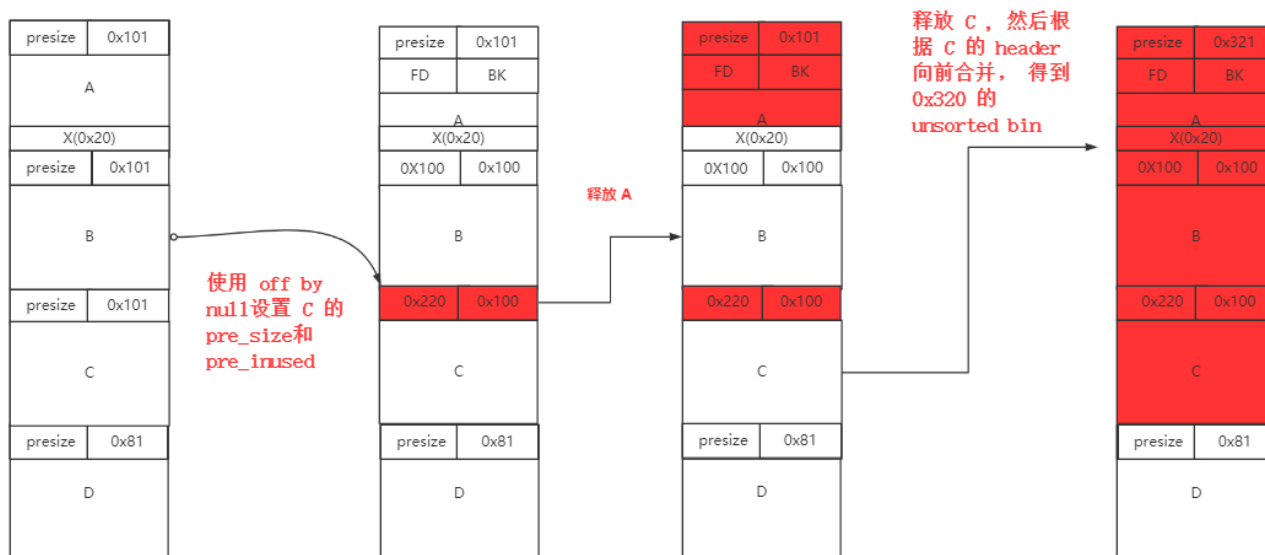 presize 0x101
A
X(0x20)
presize 0x101
B
presize 0x101
C
presize 0x81
D
使用 off by
null设置 C 的
pre_size和
pre_inused
presize 0x101
FD BK
A
X(0x20)
0X100 0x100
B
0x220 0x100
C
presize 0x81
D
释放 A
presize 0x101
FD BK
A
X(0x20)
0X100 0x100
B
0x220 0x100
C
presize 0x81
D
释放 C ，然后根
据 C 的 header
向前合并， 得到
0x320 的
unsorted bin
presize 0x321
FD BK
A
X(0x20)
0X100 0x100
B
0x220 0x100
C
presize 0x81
D